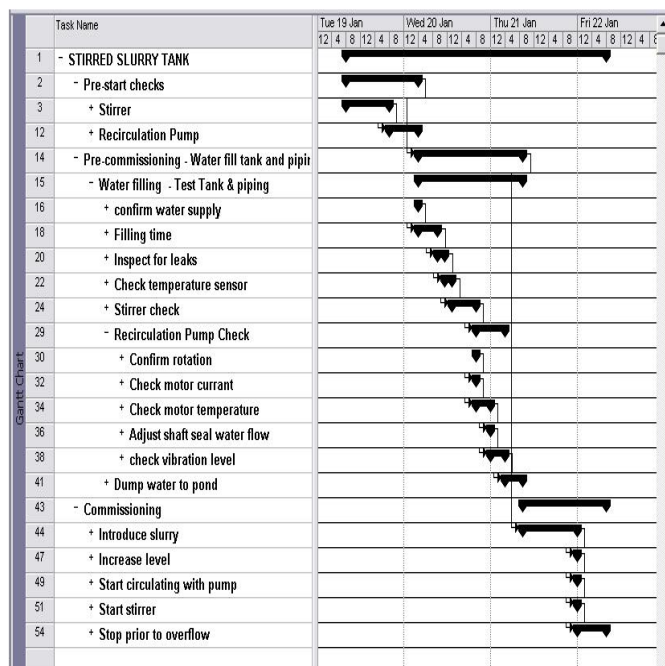 Task Name
Tue 19 Jan Wed 20 Jan Thu 21 Jan Fri 22 Jan
12 4 8 12 4 8 12 4 8 12 4 8 12 4 8 12 4 8 12 4 8 12 4 8
1 - STIRRED SLURRY TANK
2 - Pre-start checks
3 + Stirrer
12 + Recirculation Pump
14 - Pre-commissioning - Water fill tank and pipin
15 - Water filling - Test Tank & piping
16 + confirm water supply
18 + Filling time
20 + Inspect for leaks
22 + Check temperature sensor
24 + Stirrer check
29 - Recirculation Pump Check
30 + Confirm rotation
32 + Check motor currant
34 + Check motor temperature
36 + Adjust shaft seal water flow
38 + check vibration level
41 + Dump water to pond
43 - Commissioning
44 + Introduce slurry
47 + Increase level
49 + Start circulating with pump
51 + Start stirrer
54 + Stop prior to overflow
Gantt Chart